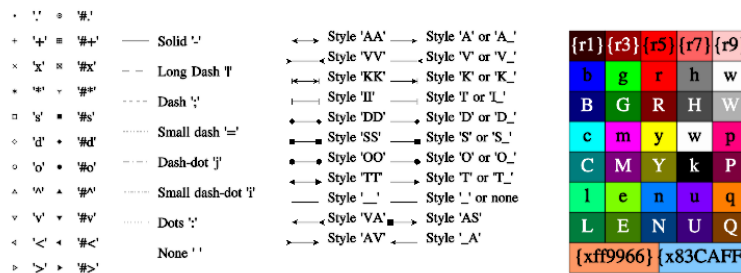 '.' '#.'
'+' '#+'
'x' '#x'
'*' '#*'
's' '#s'
'd' '#d'
'o' '#o'
'^' '#^'
'v' '#v'
'<' '#<'
'>' '#>'
Solid '-'
Long Dash '|'
Dash ';'
Small dash '='
Dash-dot 'j'
Small dash-dot 'i'
Dots ':'
None ' '
Style 'AA' Style 'A' or 'A_'
Style 'VV' Style 'V' or 'V_'
Style 'KK' Style 'K' or 'K_'
Style 'II' Style 'I' or 'I_'
Style 'DD' Style 'D' or 'D_'
Style 'SS' Style 'S' or 'S_'
Style 'OO' Style 'O' or 'O_'
Style 'TT' Style 'T' or 'T_'
Style '__' Style '_' or none
Style 'VA' Style 'AS'
Style 'AV' Style '_A'
{r1} {r3} {r5} {r7} {r9
b g r h w
B G R H W
c m y w p
C M Y k P
l e n u q
L E N U Q
{xff9966} {x83CAFF